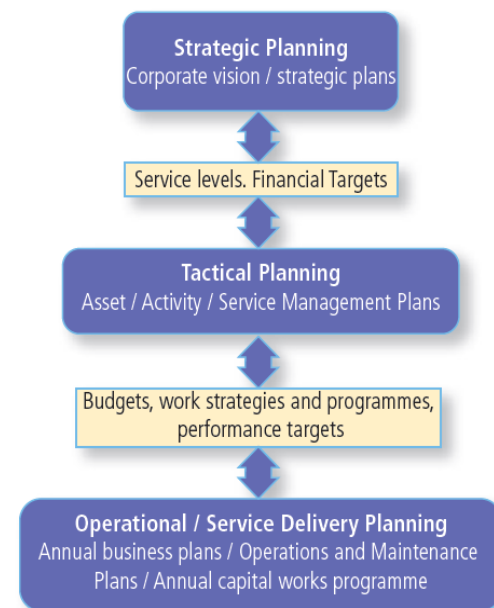 Strategic Planning
Corporate vision / strategic plans
Service levels. Financial Targets
Tactical Planning
Asset / Activity / Service Management Plans
Budgets, work strategies and programmes,
performance targets
Operational / Service Delivery Planning
Annual business plans / Operations and Maintenance
Plans / Annual capital works programme